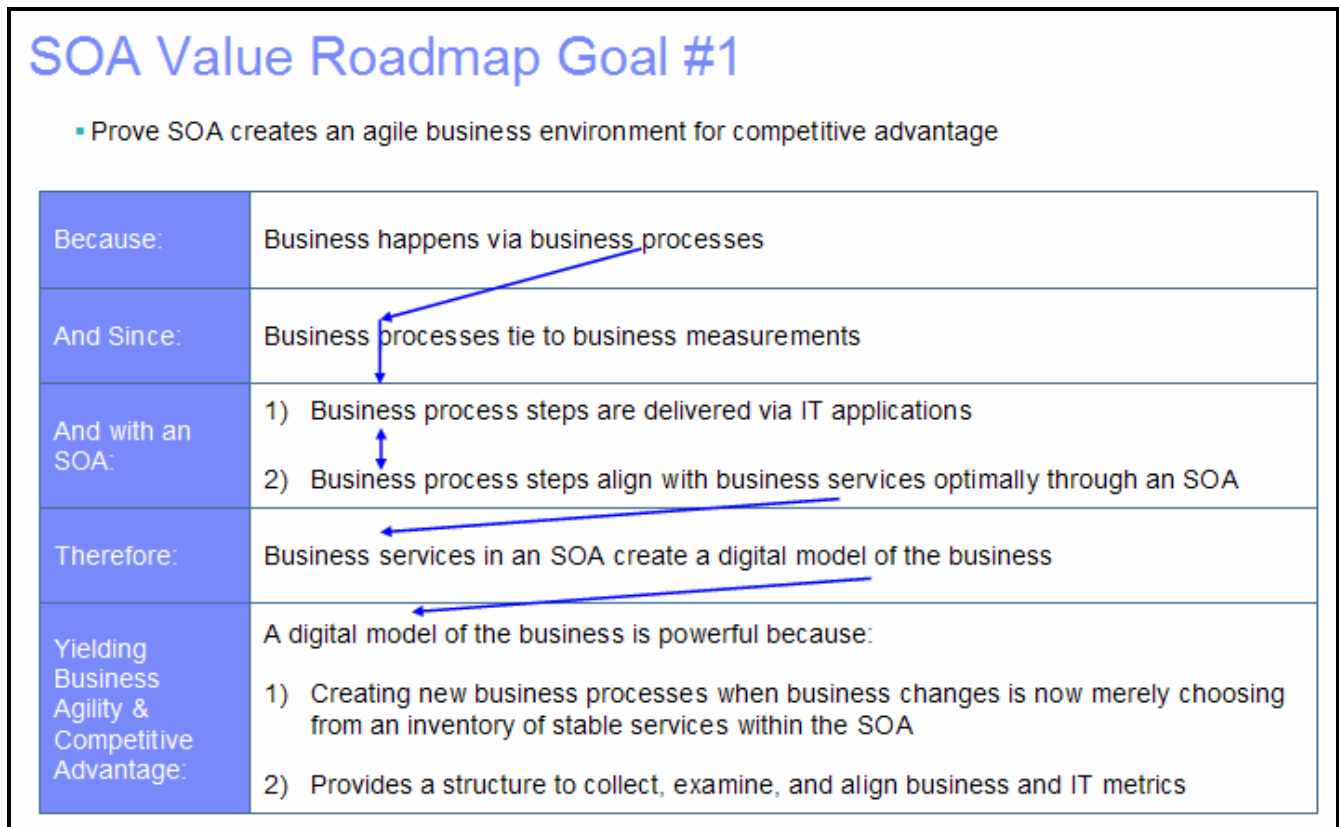 SOA Value Roadmap Goal #1
▪ Prove SOA creates an agile business environment for competitive advantage
Because:
Business happens via business processes
And Since:
Business processes tie to business measurements
And with an
SOA:
1) Business process steps are delivered via IT applications
2) Business process steps align with business services optimally through an SOA
Therefore:
Business services in an SOA create a digital model of the business
Yielding
Business
Agility &
Competitive
Advantage:
A digital model of the business is powerful because:
1) Creating new business processes when business changes is now merely choosing
from an inventory of stable services within the SOA
2) Provides a structure to collect, examine, and align business and IT metrics